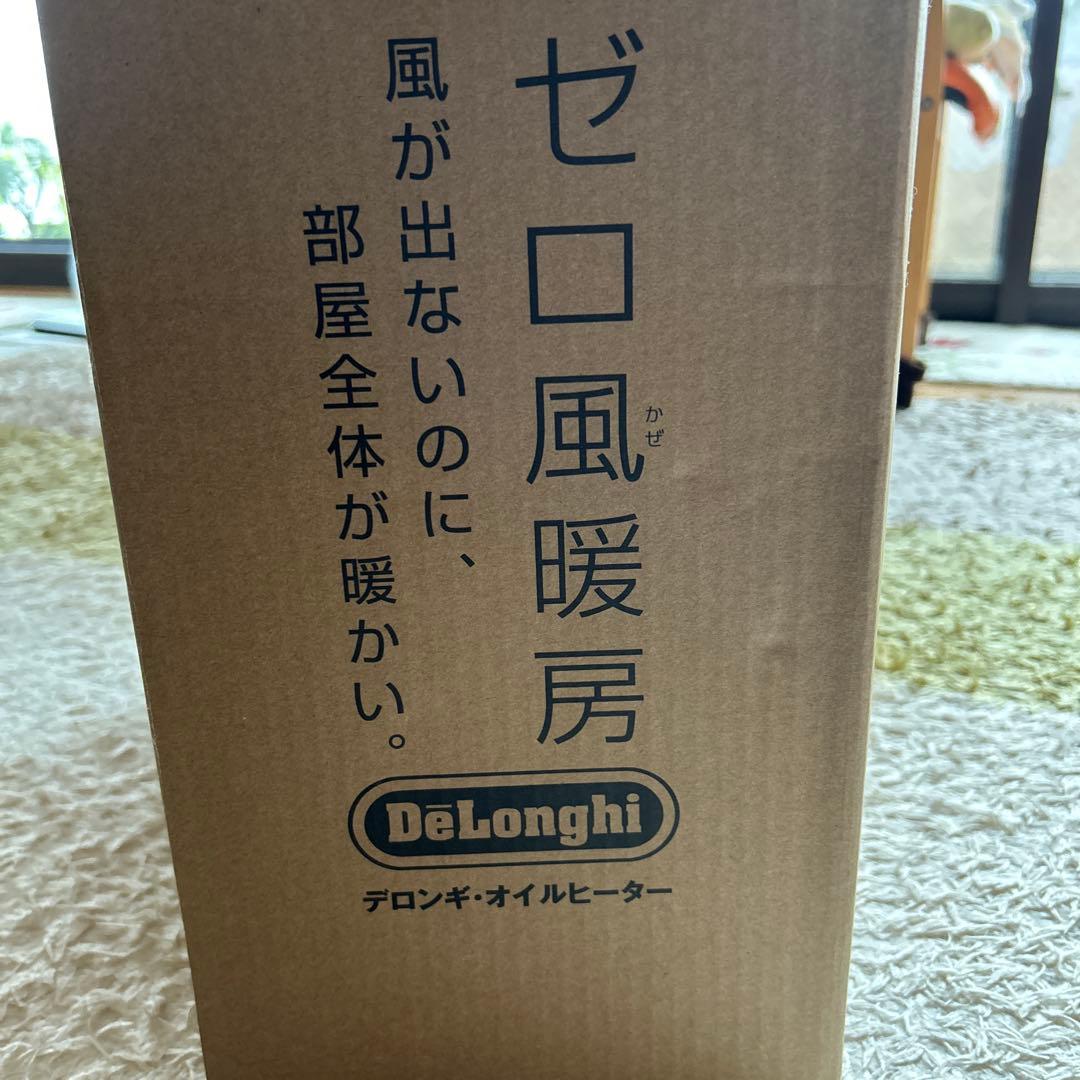 ゼロ風暖房
かぜ
風が出ないのに、
部屋全体が暖かい。
DēLonghi
デロンギ・オイルヒーター